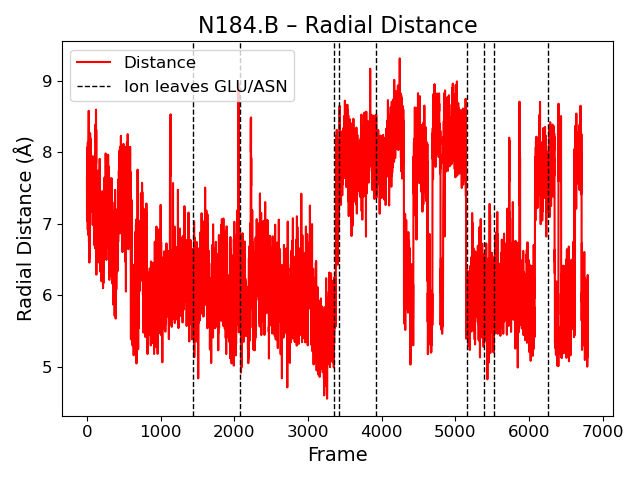 N184.B – Radial Distance
Distance
Ion leaves GLU/ASN
Radial Distance (Å)
9
8
7
6
5
0 1000 2000 3000 4000 5000 6000 7000
Frame